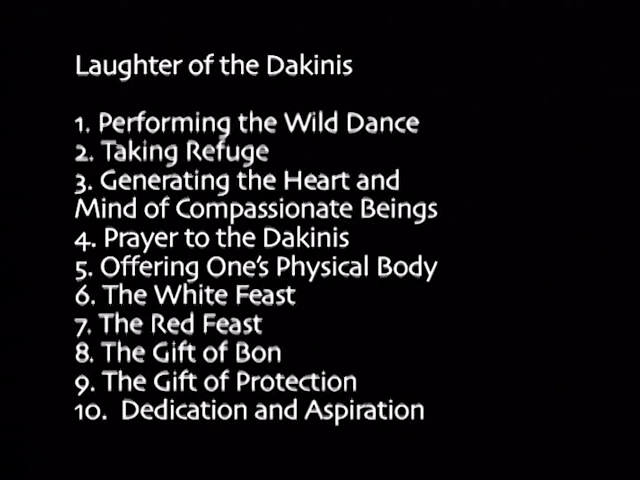 Laughter of the Dakinis
1. Performing the Wild Dance
2. Taking Refuge
3. Generating the Heart and
Mind of Compassionate Beings
4. Prayer to the Dakinis
5. Offering One's Physical Body
6. The White Feast
7. The Red Feast
8. The Gift of Bon
9. The Gift of Protection
10. Dedication and Aspiration